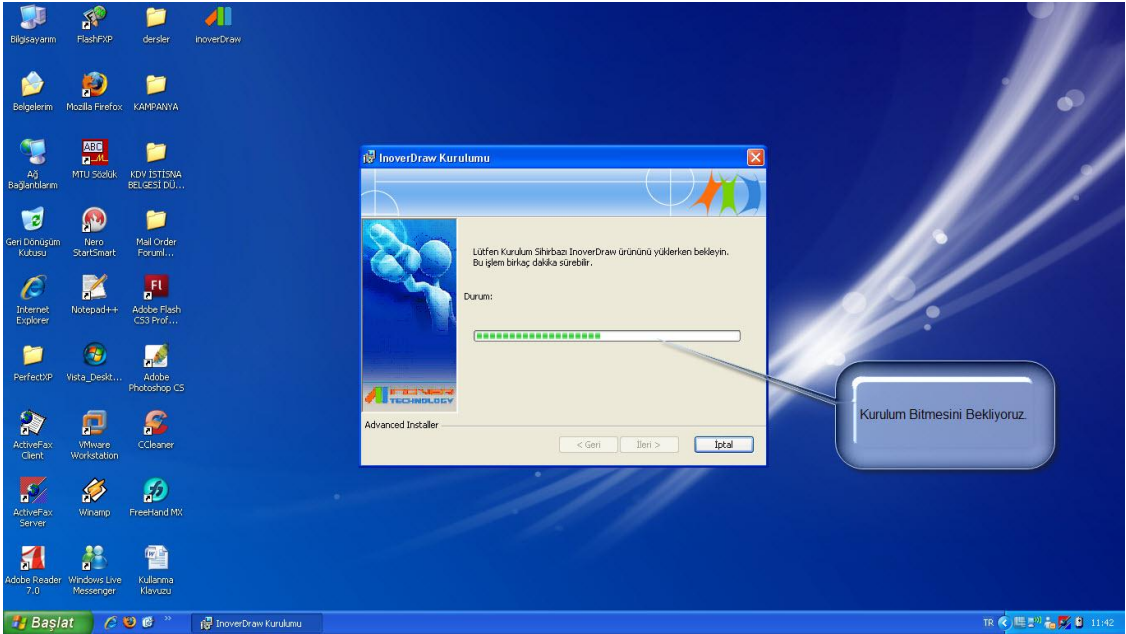 Bilgisayarım
FlashFXP
dersler
inoverDraw
Belgelerim
Mozilla Firefox
KAMPANYA
Ağ
Bağlantılarım
MTU Sözlük
KDV İSTİSNA
BELGESİ DÜ...
Geri Dönüşüm
Kutusu
Nero
StartSmart
Mail Order
Foruml...
Internet
Explorer
Notepad++
Adobe Flash
CS3 Prof...
PerfectXP
Vista_Deskt...
Adobe
Photoshop CS
ActiveFax
Client
VMware
Workstation
CCleaner
ActiveFax
Server
Winamp
FreeHand MX
Adobe Reader
7.0
Windows Live
Messenger
Kullanma
Klavuzu
InoverDraw Kurulumu
Lütfen Kurulum Sihirbazı InoverDraw ürününü yüklerken bekleyin.
Bu işlem birkaç dakika sürebilir.
Durum:
INOVER
TECHNOLOGY
Advanced Installer
< Geri
İleri >
İptal
Kurulum Bitmesini Bekliyoruz.
Başlat
InoverDraw Kurulumu
TR
11:42